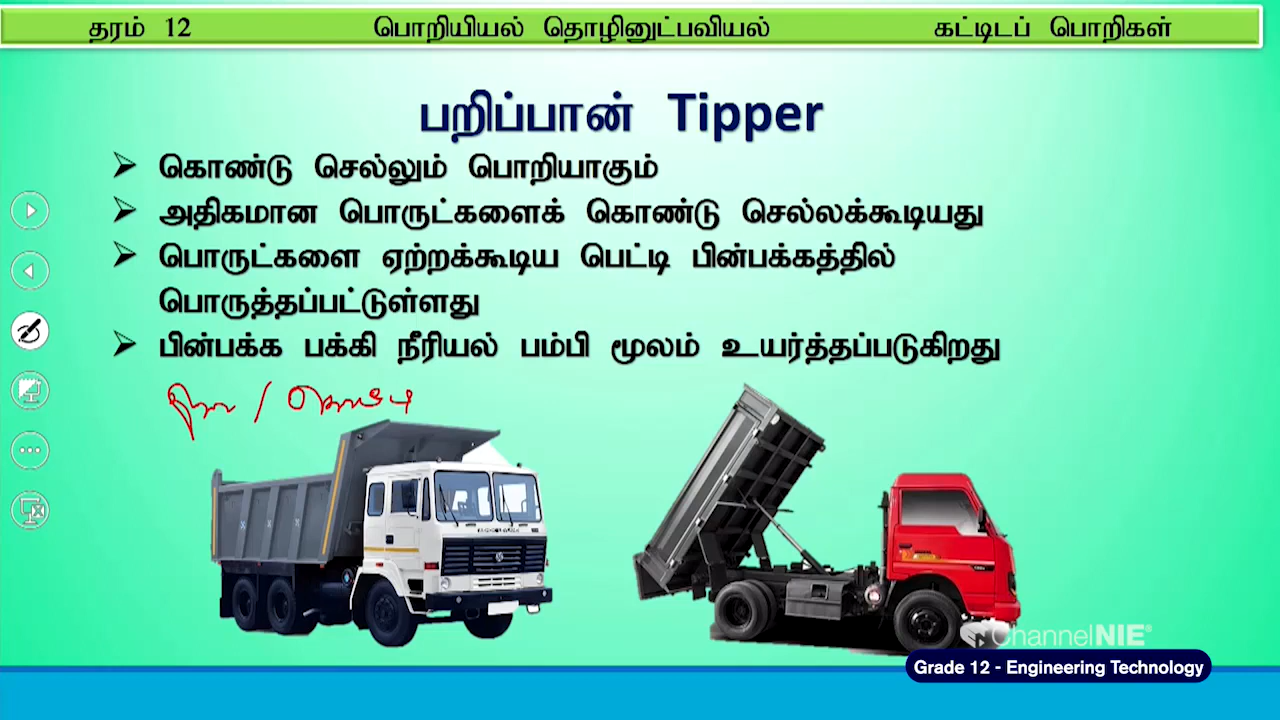 தரம் 12 பொறியியல் தொழினுட்பவியல் கட்டிடப் பொறிகள்
பறிப்பான் Tipper
➢ கொண்டு செல்லும் பொறியாகும்
➢ அதிகமான பொருட்களைக் கொண்டு செல்லக்கூடியது
➢ பொருட்களை ஏற்றக்கூடிய பெட்டி பின்பக்கத்தில்
பொருத்தப்பட்டுள்ளது
➢ பின்பக்க பக்கி நீரியல் பம்பி மூலம் உயர்த்தப்படுகிறது
ChannelNIE®
Grade 12 - Engineering Technology